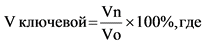 V ключевой = Vn/Vo × 100%, где